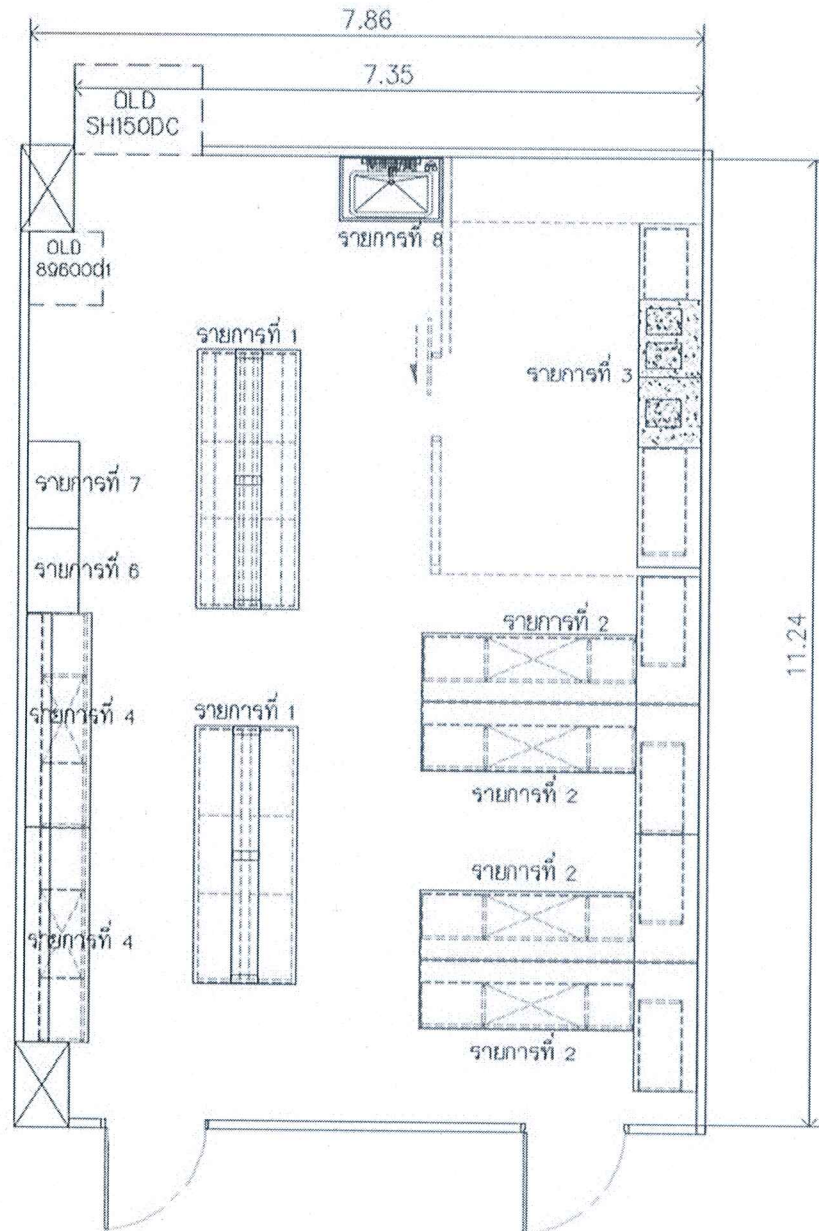 7.86
7.35
OLD
SH150DC
OLD
89600d1
รายการที่ 8
รายการที่ 1
รายการที่ 3
รายการที่ 7
รายการที่ 6
รายการที่ 2
11.24
รายการที่ 4
รายการที่ 1
รายการที่ 2
รายการที่ 2
รายการที่ 4
รายการที่ 2